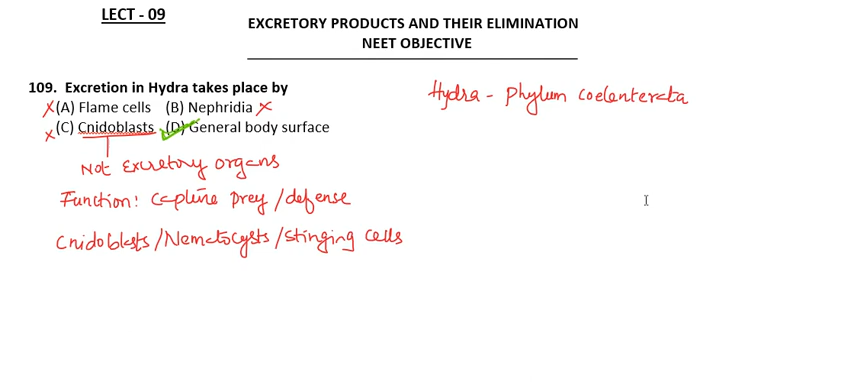 LECT - 09
EXCRETORY PRODUCTS AND THEIR ELIMINATION
NEET OBJECTIVE
109. Excretion in Hydra takes place by
(A) Flame cells (B) Nephridia
(C) Cnidoblasts (D) General body surface
Hydra - Phylum coelenterata
Not Excretory organs
Function: Capture Prey /defense
Cnidoblasts/Nematocysts/stinging cells